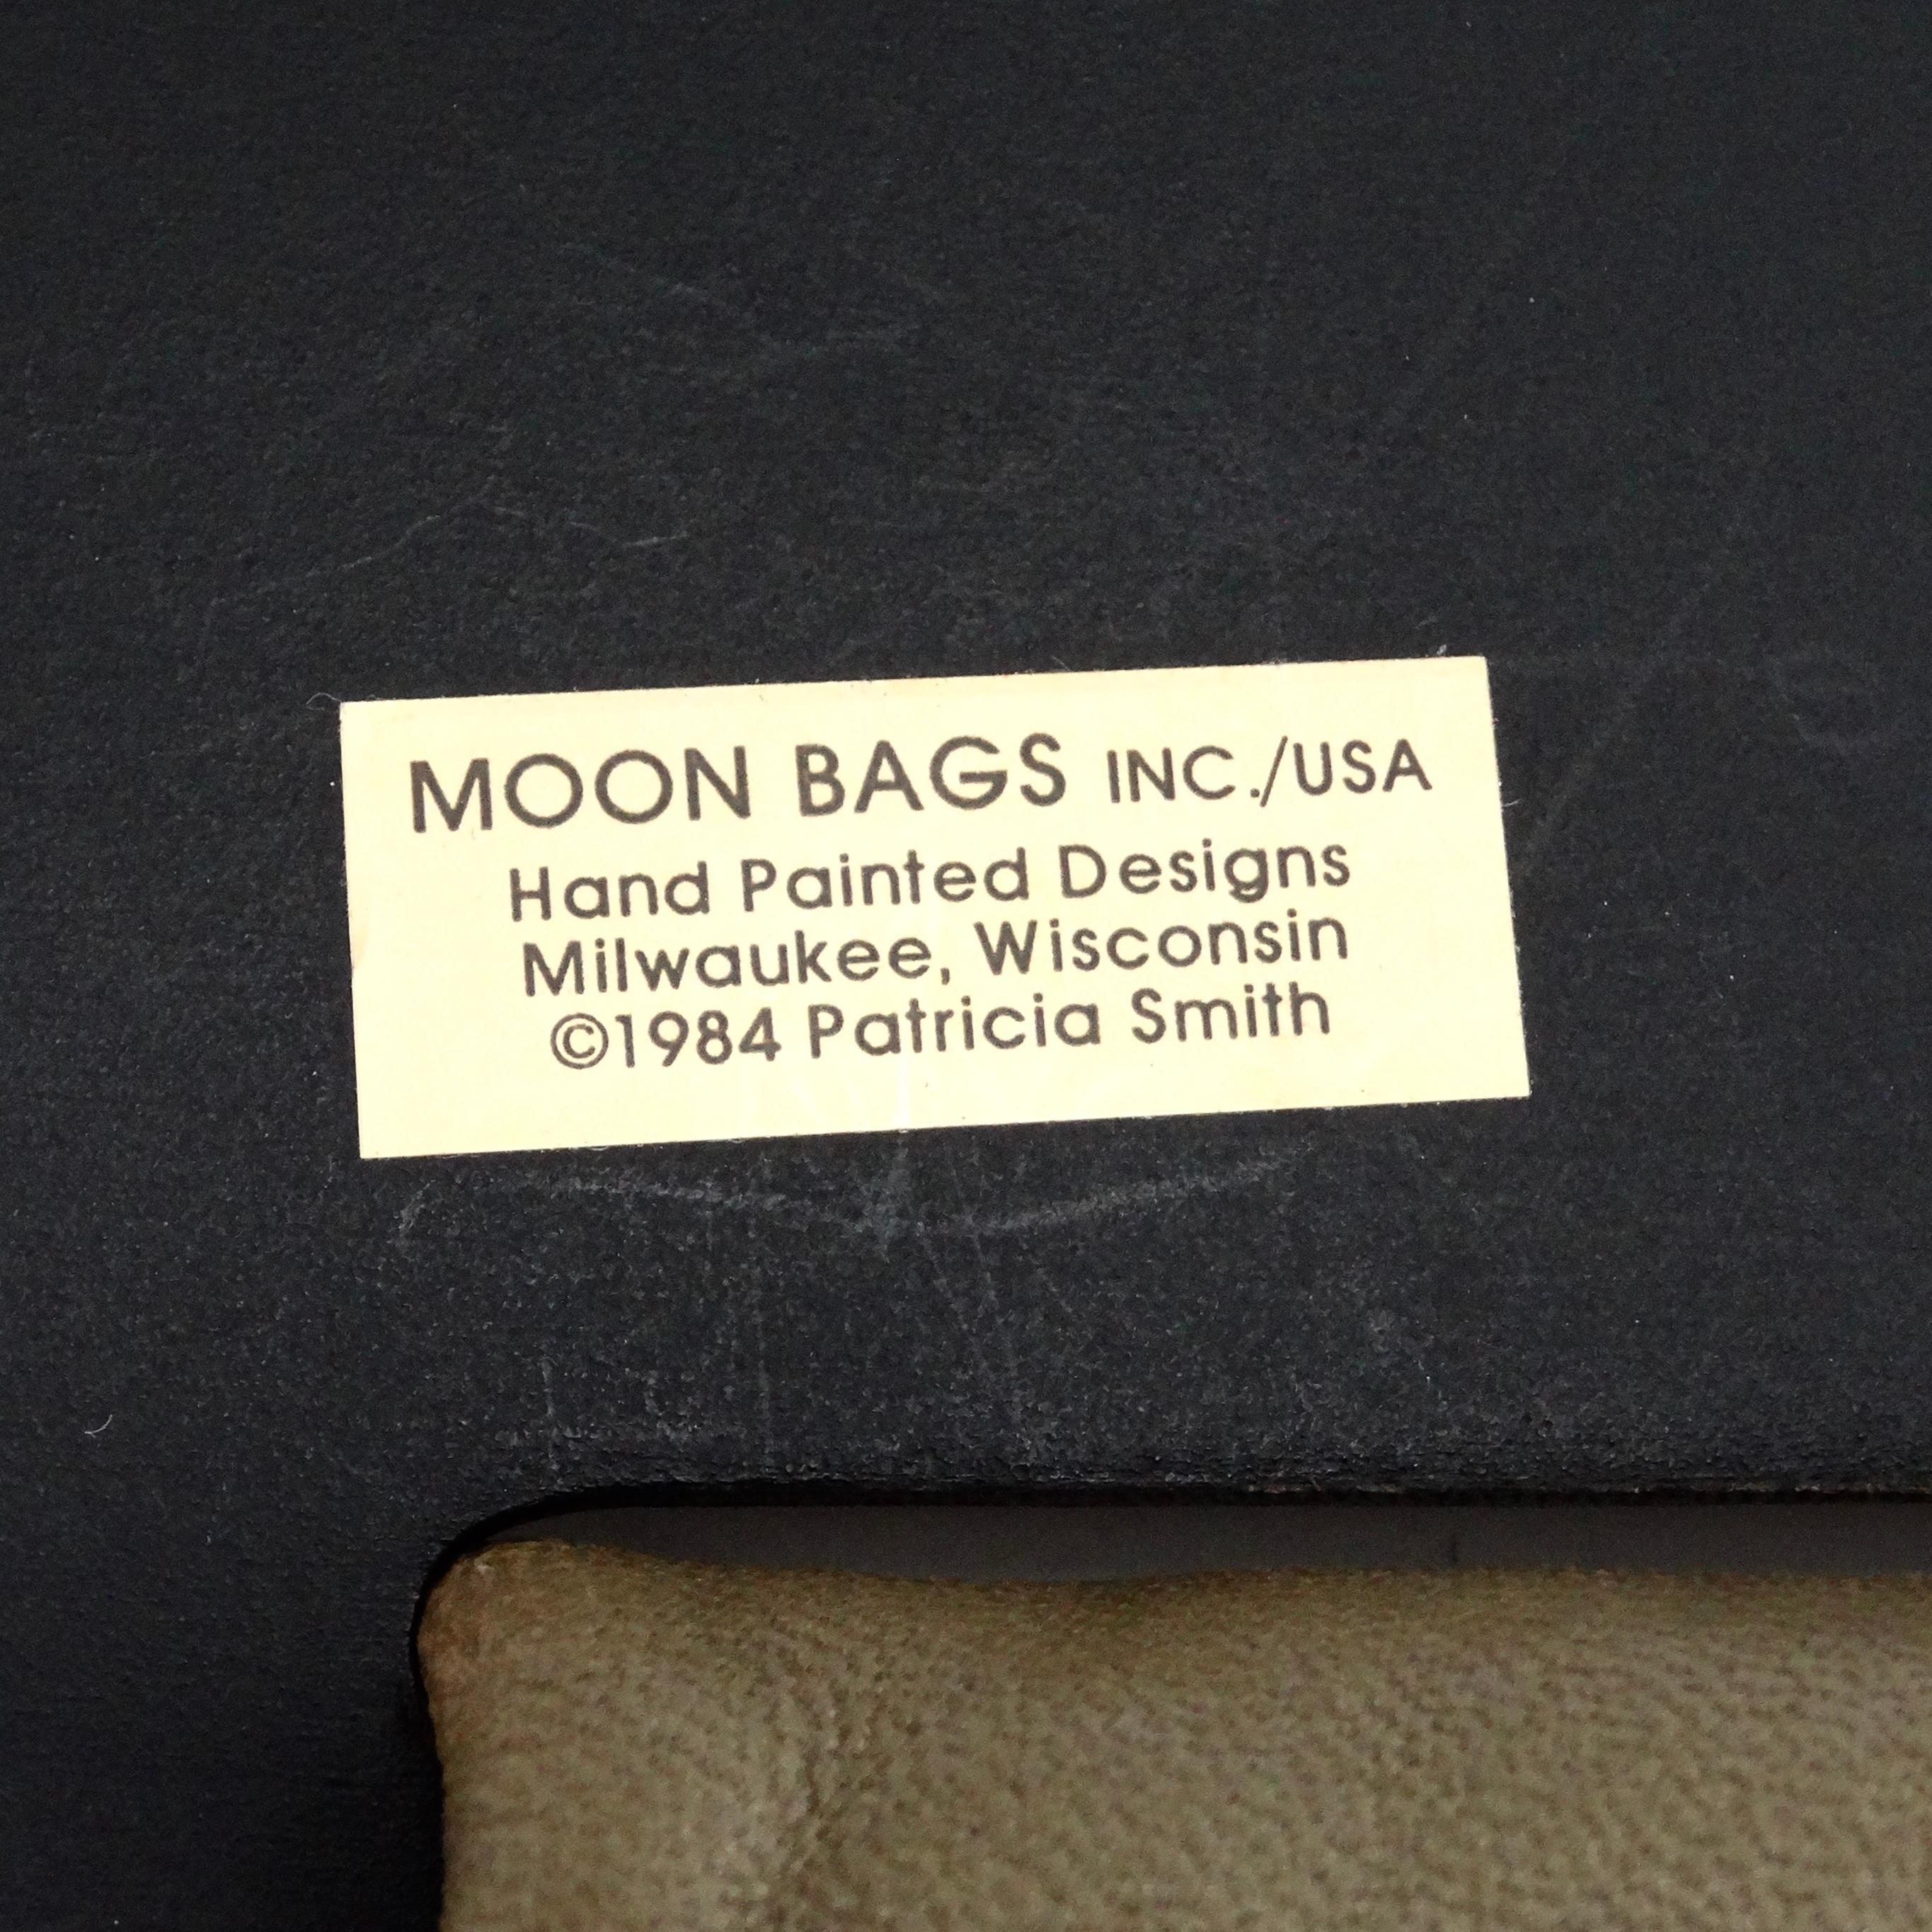 MOON BAGS INC./USA
Hand Painted Designs
Milwaukee, Wisconsin
©1984 Patricia Smith